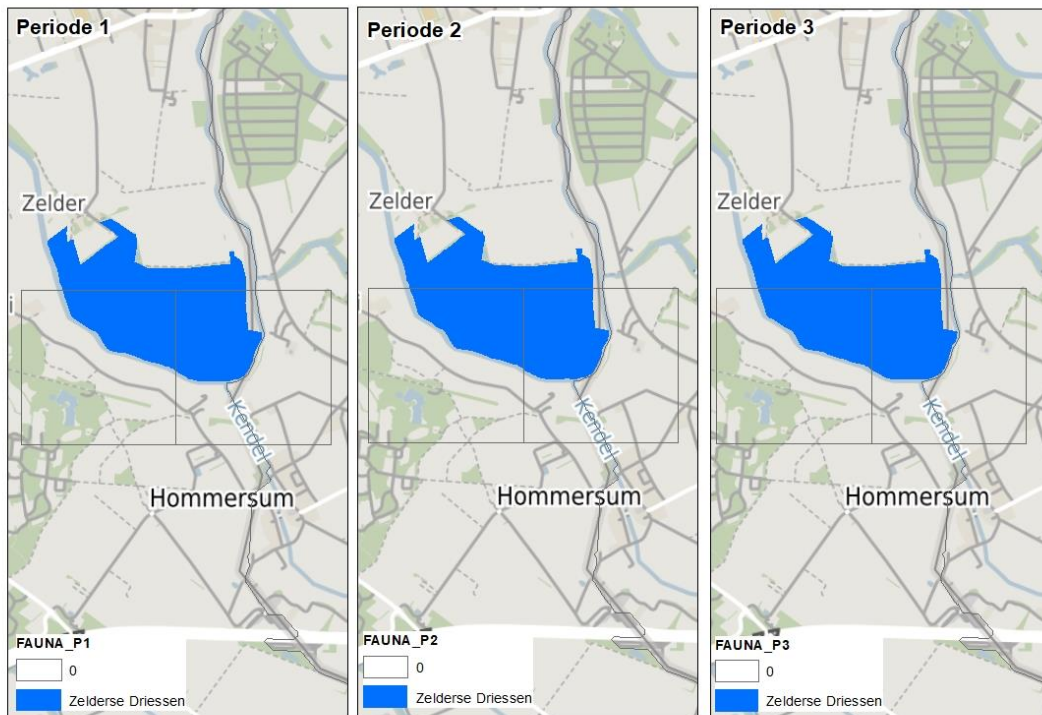 Periode 1
Zelder
i
Kendel
Hommersum
FAUNA_P1
0
Zelderse Driessen
Periode 2
Zelder
i
Kendel
Hommersum
FAUNA_P2
0
Zelderse Driessen
Periode 3
Zelder
Kendel
Hommersum
FAUNA_P3
0
Zelderse Driessen